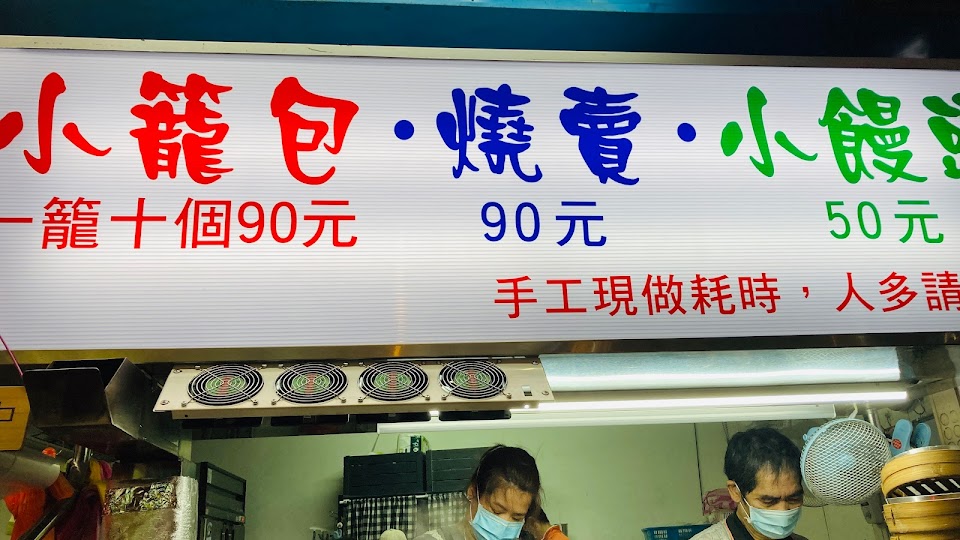 小籠包・燒賣・小饅頭
一籠十個90元 90元 50元
手工現做耗時，人多請